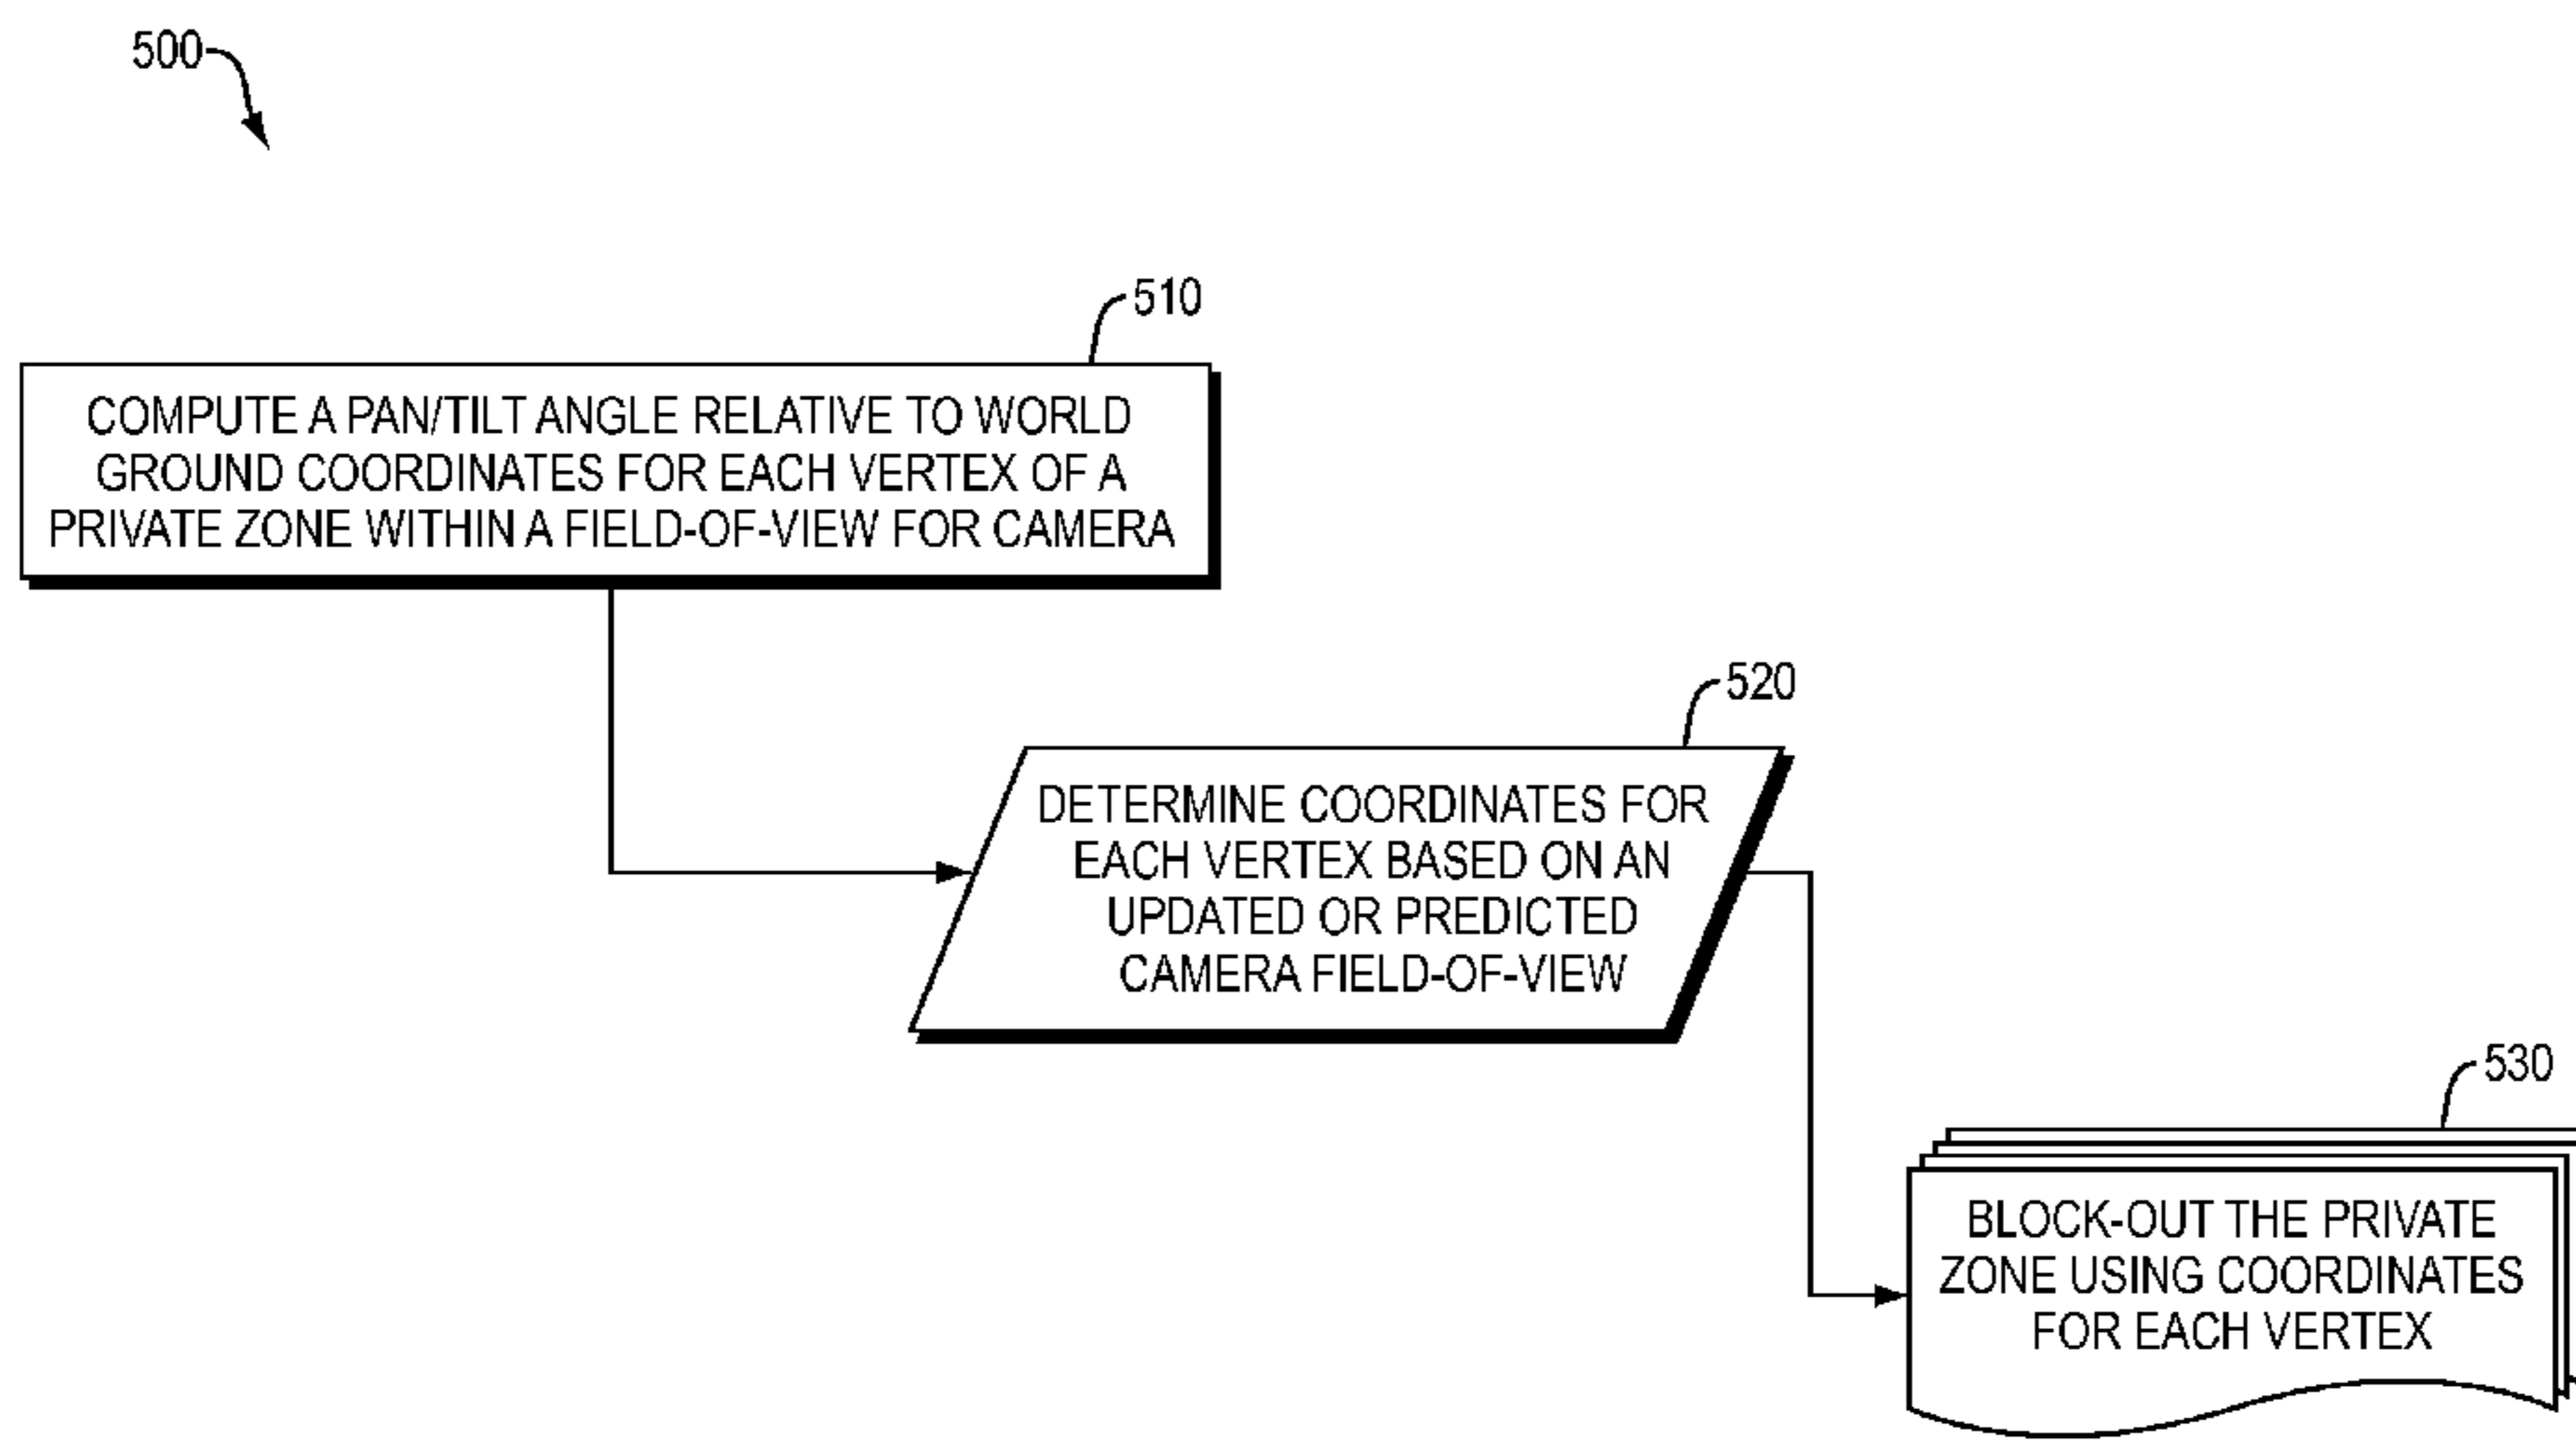 500
510
COMPUTE A PAN/TILT ANGLE RELATIVE TO WORLD
GROUND COORDINATES FOR EACH VERTEX OF A
PRIVATE ZONE WITHIN A FIELD-OF-VIEW FOR CAMERA
520
DETERMINE COORDINATES FOR
EACH VERTEX BASED ON AN
UPDATED OR PREDICTED
CAMERA FIELD-OF-VIEW
530
BLOCK-OUT THE PRIVATE
ZONE USING COORDINATES
FOR EACH VERTEX